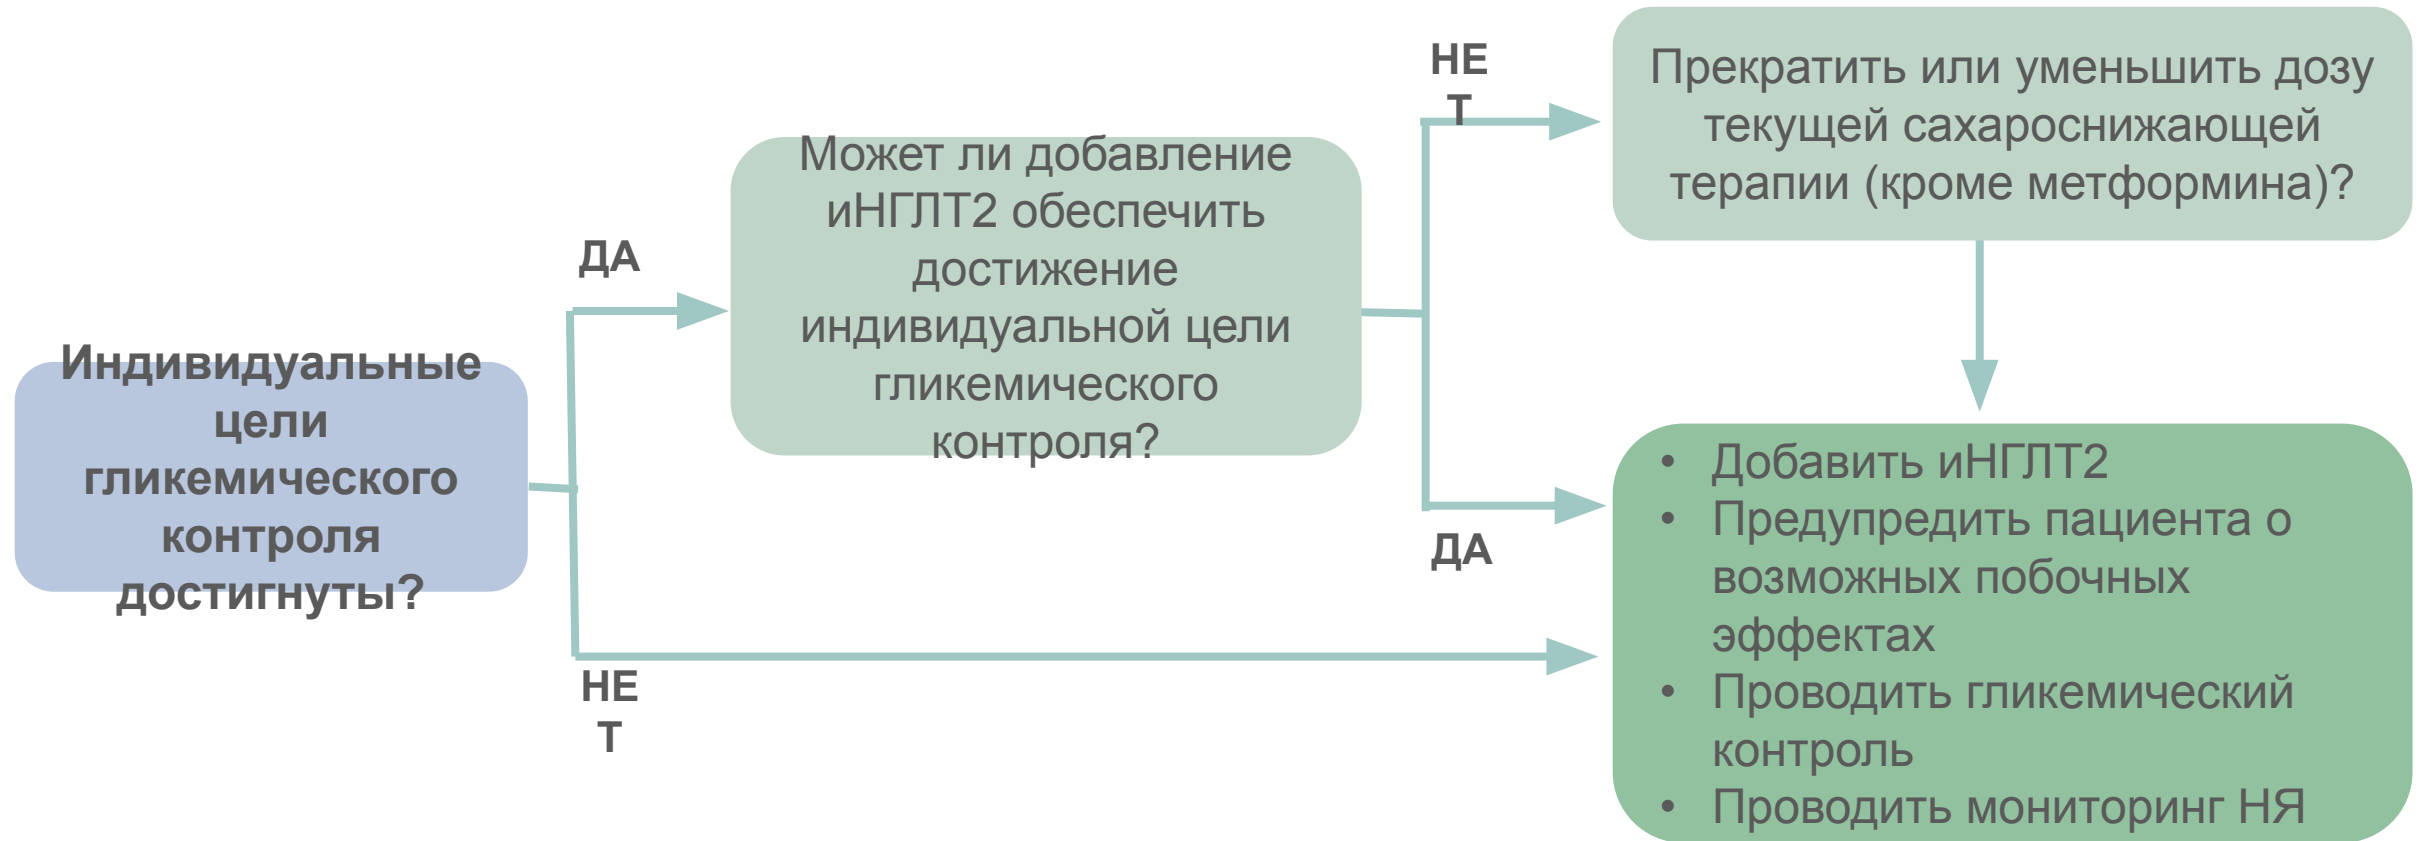 Индивидуальные
цели
гликемического
контроля
достигнуты?
ДА
НЕ
Т
Может ли добавление
иНГЛТ2 обеспечить
достижение
индивидуальной цели
гликемического
контроля?
НЕ
Т
ДА
Прекратить или уменьшить дозу
текущей сахароснижающей
терапии (кроме метформина)?
• Добавить иНГЛТ2
• Предупредить пациента о
возможных побочных
эффектах
• Проводить гликемический
контроль
• Проводить мониторинг НЯ